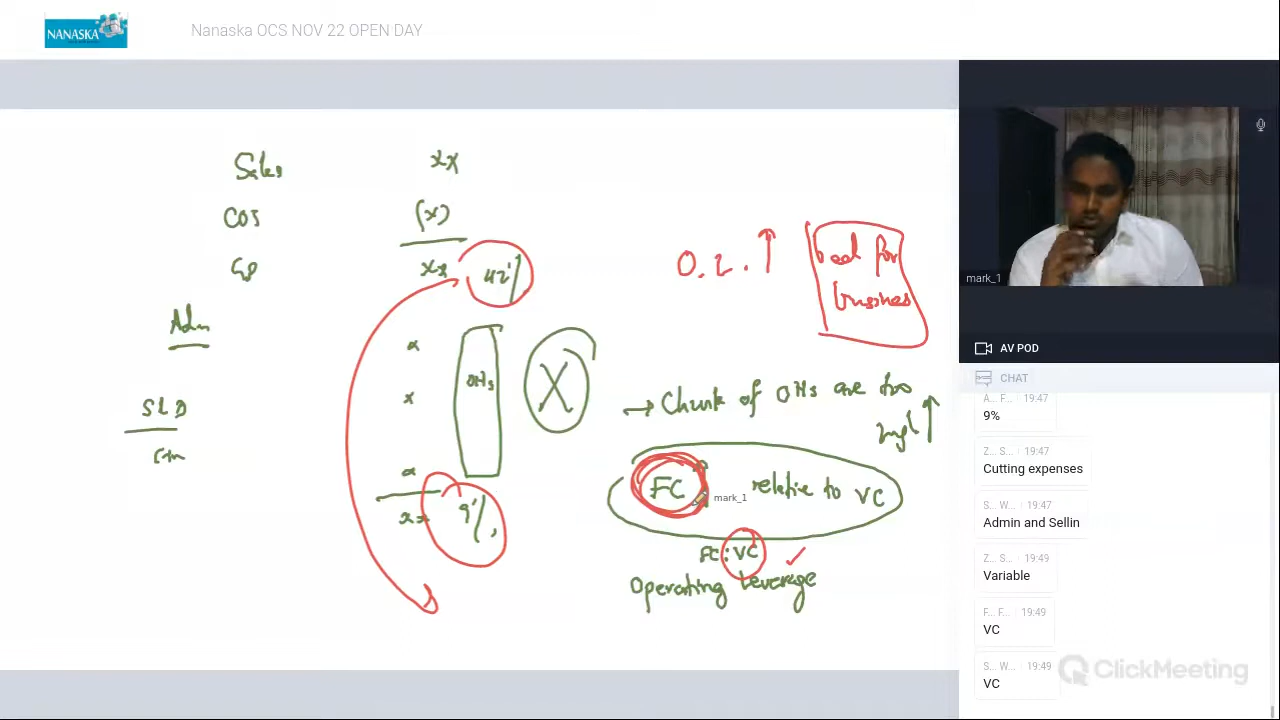 NANASKA
Nanaska OCS NOV 22 OPEN DAY
Sales xx
COS (x)
GP xx 42%
Adm
x
OHs
x
S&D
x
xx 9%
X
O.L. ↑
bad for
business
→ Chunk of OHs are too
high ↑
FC relative to VC
mark_1
FC : VC ✓
Operating Leverage
mark_1
AV POD
CHAT
A... F... 19:47
9%
Z... S... 19:47
Cutting expenses
S... W... 19:47
Admin and Sellin
Z... S... 19:49
Variable
F... F... 19:49
VC
S... W... 19:49
VC
ClickMeeting